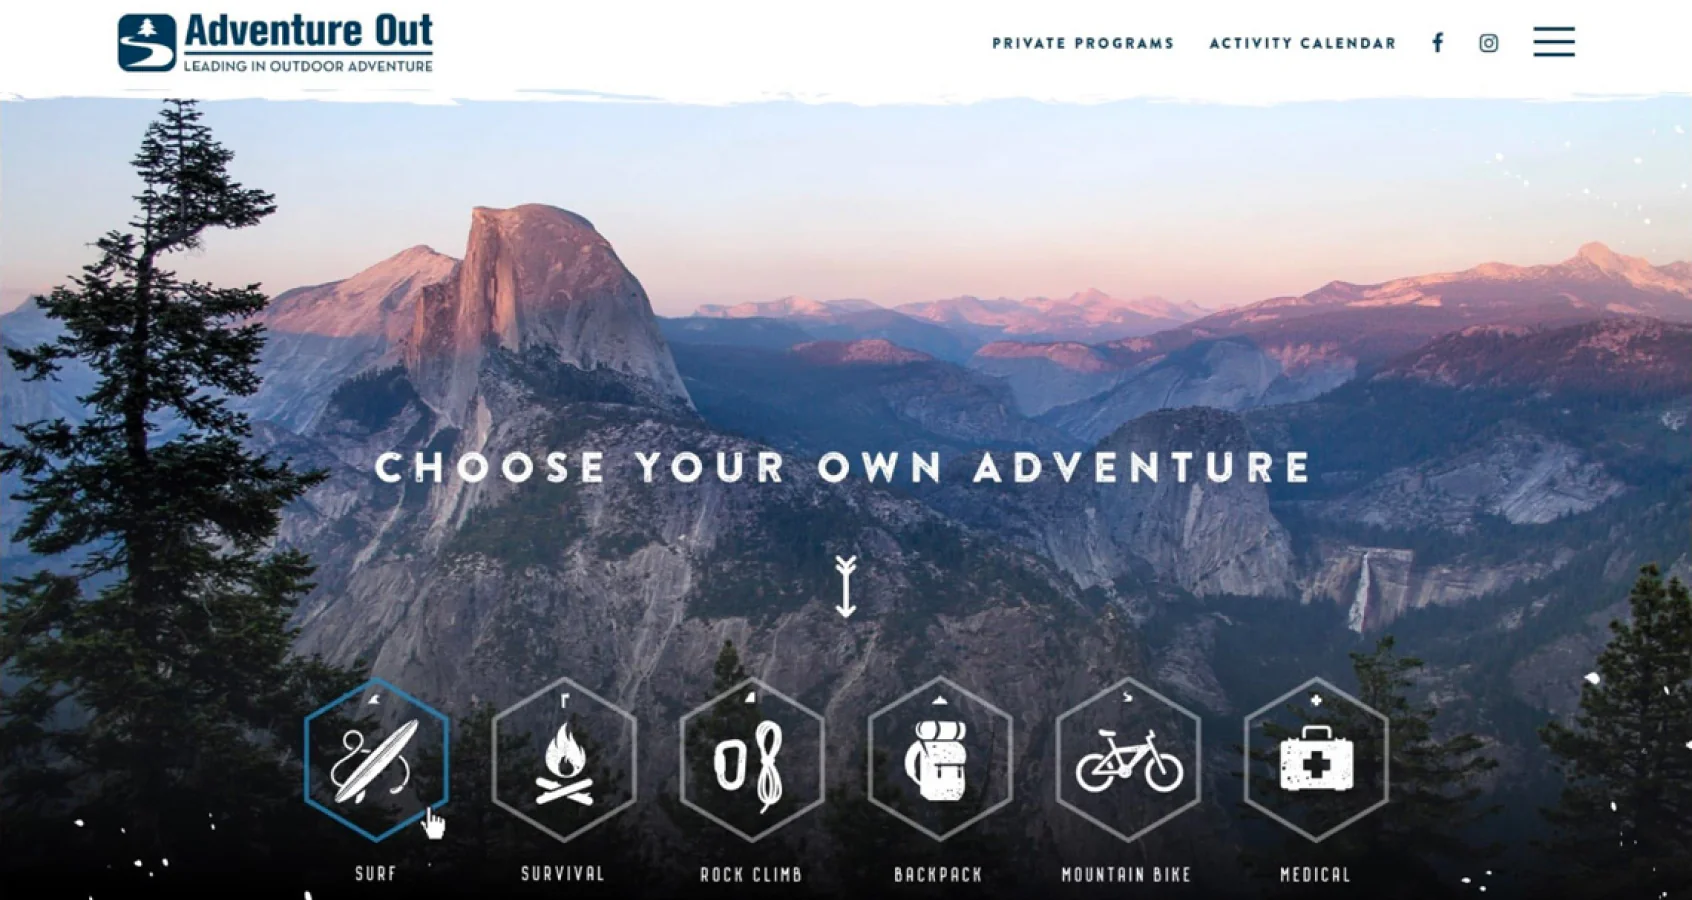 Adventure Out
LEADING IN OUTDOOR ADVENTURE
PRIVATE PROGRAMS
ACTIVITY CALENDAR
CHOOSE YOUR OWN ADVENTURE
SURF
SURVIVAL
ROCK CLIMB
BACKPACK
MOUNTAIN BIKE
MEDICAL